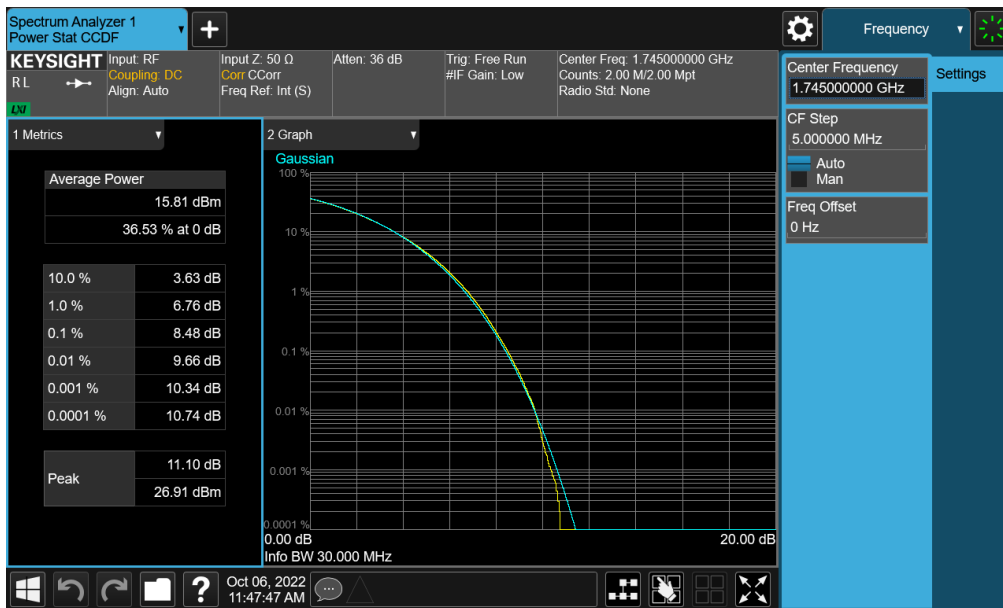 Spectrum Analyzer 1
Power Stat CCDF
Frequency
KEYSIGHT
R L
LXI
Input: RF
Coupling: DC
Align: Auto
Input Z: 50 Ω
Corr CCorr
Freq Ref: Int (S)
Atten: 36 dB
Trig: Free Run
#IF Gain: Low
Center Freq: 1.745000000 GHz
Counts: 2.00 M/2.00 Mpt
Radio Std: None
Center Frequency
1.745000000 GHz
Settings
CF Step
5.000000 MHz
Auto
Man
Freq Offset
0 Hz
1 Metrics
Average Power
15.81 dBm
36.53 % at 0 dB
10.0 % 3.63 dB
1.0 % 6.76 dB
0.1 % 8.48 dB
0.01 % 9.66 dB
0.001 % 10.34 dB
0.0001 % 10.74 dB
Peak
11.10 dB
26.91 dBm
2 Graph
Gaussian
100 %
10 %
1 %
0.1 %
0.01 %
0.001 %
0.0001 %
0.00 dB 20.00 dB
Info BW 30.000 MHz
?
Oct 06, 2022
11:47:47 AM